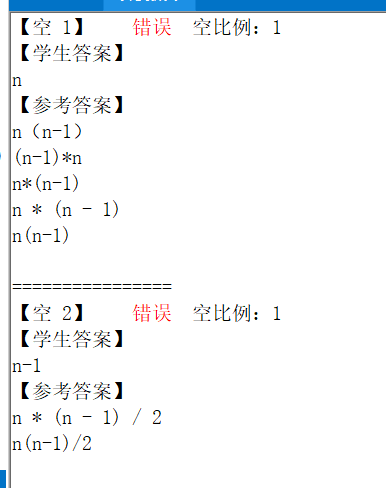 【空 1】 错误 空比例：1
【学生答案】
n
【参考答案】
n（n-1）
(n-1)*n
n*(n-1)
n * (n - 1)
n(n-1)
================
【空 2】 错误 空比例：1
【学生答案】
n-1
【参考答案】
n * (n - 1) / 2
n(n-1)/2